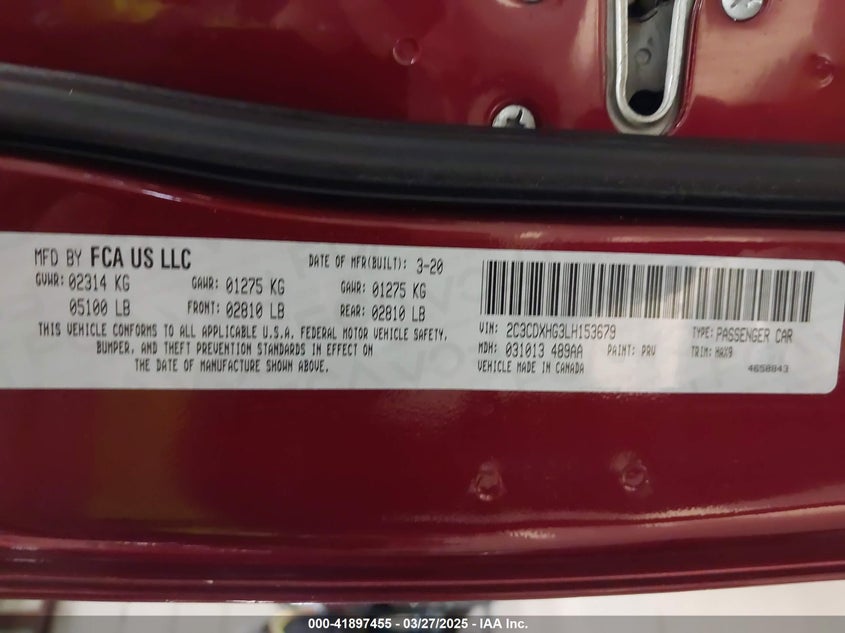 MFD BY FCA US LLC DATE OF MFR(BUILT): 3-20
GVWR: 02314 KG GAWR: 01275 KG GAWR: 01275 KG
05100 LB FRONT: 02810 LB REAR: 02810 LB
THIS VEHICLE CONFORMS TO ALL APPLICABLE U.S.A. FEDERAL MOTOR VEHICLE SAFETY,
BUMPER, AND THEFT PREVENTION STANDARDS IN EFFECT ON
THE DATE OF MANUFACTURE SHOWN ABOVE.
VIN: 2C3CDXHG3LH153679 TYPE: PASSENGER CAR
MDH: 031013 489AA PAINT: PRV TRIM: HAX9
VEHICLE MADE IN CANADA 4658843
000-41897455 - 03/27/2025 - IAA Inc.